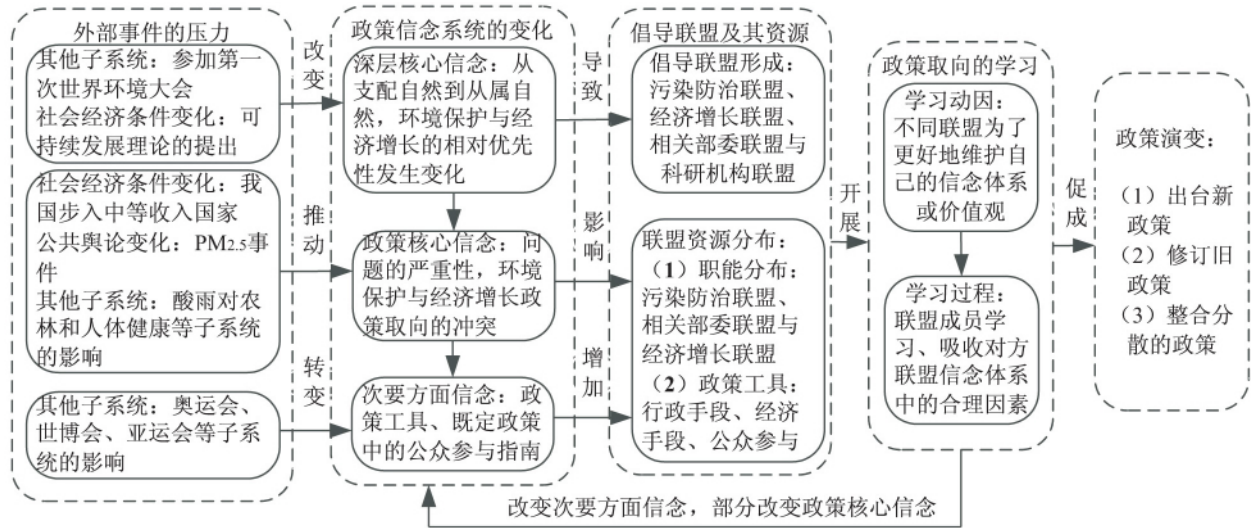 外部事件的压力
其他子系统：参加第一
次世界环境大会
社会经济条件变化：可
持续发展理论的提出
社会经济条件变化：我
国步入中等收入国家
公共舆论变化：PM2.5事
件
其他子系统：酸雨对农
林和人体健康等子系统
的影响
其他子系统：奥运会、
世博会、亚运会等子系
统的影响
改变
推动
转变
政策信念系统的变化
深层核心信念：从
支配自然到从属自
然，环境保护与经
济增长的相对优先
性发生变化
政策核心信念：问
题的严重性，环境
保护与经济增长政
策取向的冲突
次要方面信念：政
策工具、既定政策
中的公众参与指南
导致
影响
增加
倡导联盟及其资源
倡导联盟形成：
污染防治联盟、
经济增长联盟、
相关部委联盟与
科研机构联盟
联盟资源分布：
（1）职能分布：
污染防治联盟、
相关部委联盟与
经济增长联盟
（2）政策工具：
行政手段、经济
手段、公众参与
开展
政策取向的学习
学习动因：
不同联盟为了
更好地维护自
己的信念体系
或价值观
学习过程：
联盟成员学
习、吸收对方
联盟信念体系
中的合理因素
促成
政策演变：
（1）出台新
政策
（2）修订旧
政策
（3）整合分
散的政策
改变次要方面信念，部分改变政策核心信念